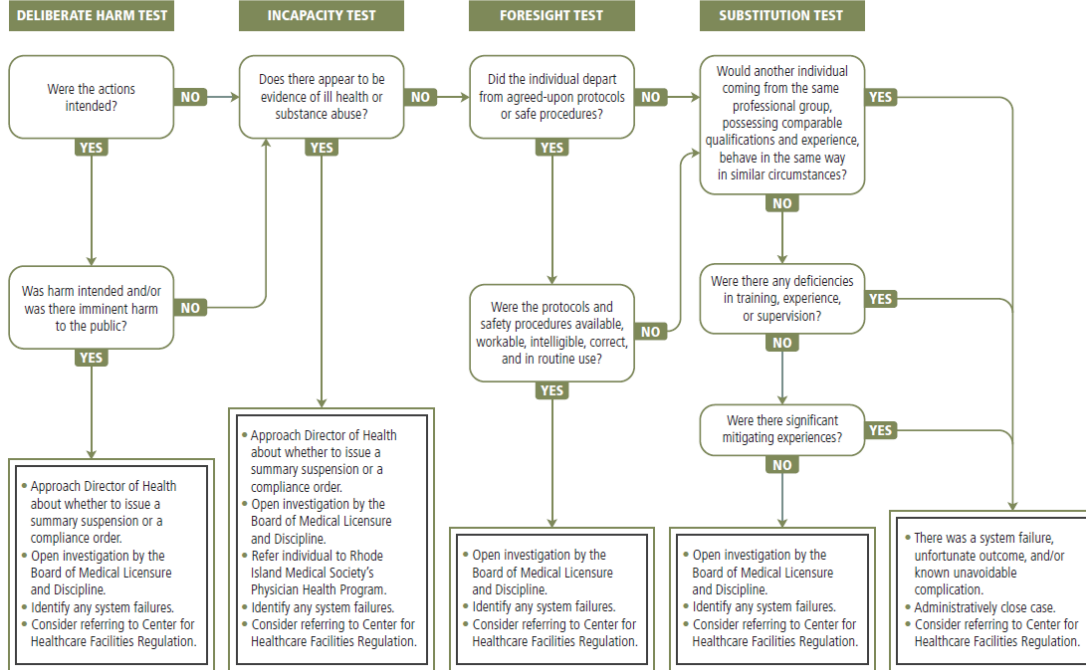 DELIBERATE HARM TEST
INCAPACITY TEST
FORESIGHT TEST
SUBSTITUTION TEST
Were the actions
intended?
NO
YES
Was harm intended and/or
was there imminent harm
to the public?
NO
YES
• Approach Director of Health
about whether to issue a
summary suspension or a
compliance order.
• Open investigation by the
Board of Medical Licensure
and Discipline.
• Identify any system failures.
• Consider referring to Center for
Healthcare Facilities Regulation.
Does there appear to be
evidence of ill health or
substance abuse?
NO
YES
• Approach Director of Health
about whether to issue a
summary suspension or a
compliance order.
• Open investigation by the
Board of Medical Licensure
and Discipline.
• Refer individual to Rhode
Island Medical Society’s
Physician Health Program.
• Identify any system failures.
• Consider referring to Center for
Healthcare Facilities Regulation.
Did the individual depart
from agreed-upon protocols
or safe procedures?
NO
YES
Were the protocols and
safety procedures available,
workable, intelligible, correct,
and in routine use?
NO
YES
• Open investigation by the
Board of Medical Licensure
and Discipline.
• Identify any system failures.
• Consider referring to Center for
Healthcare Facilities Regulation.
Would another individual
coming from the same
professional group,
possessing comparable
qualifications and experience,
behave in the same way
in similar circumstances?
YES
NO
Were there any deficiencies
in training, experience,
or supervision?
YES
NO
Were there significant
mitigating experiences?
YES
NO
• Open investigation by the
Board of Medical Licensure
and Discipline.
• Identify any system failures.
• Consider referring to Center for
Healthcare Facilities Regulation.
• There was a system failure,
unfortunate outcome, and/or
known unavoidable
complication.
• Administratively close case.
• Consider referring to Center for
Healthcare Facilities Regulation.